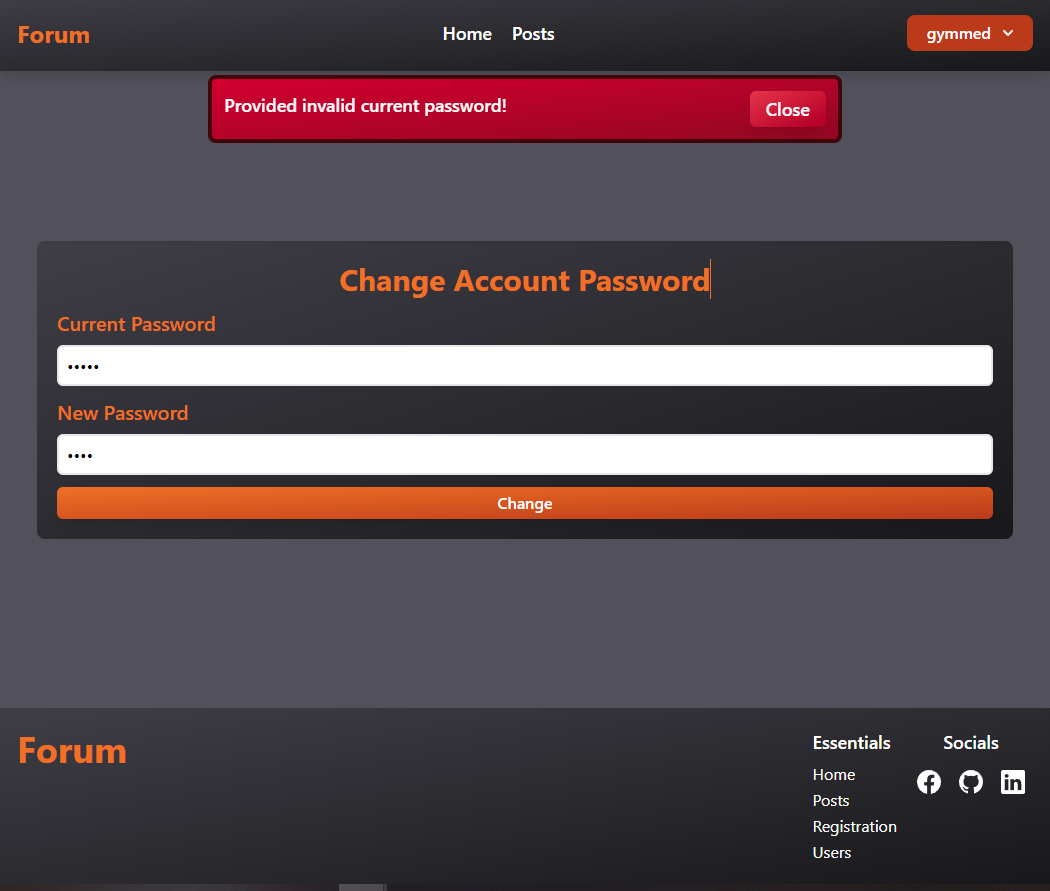 Forum
Home Posts
gymmed
Provided invalid current password!
Close
Change Account Password
Current Password
•••••
New Password
••••
Change
Forum
Essentials
Home
Posts
Registration
Users
Socials